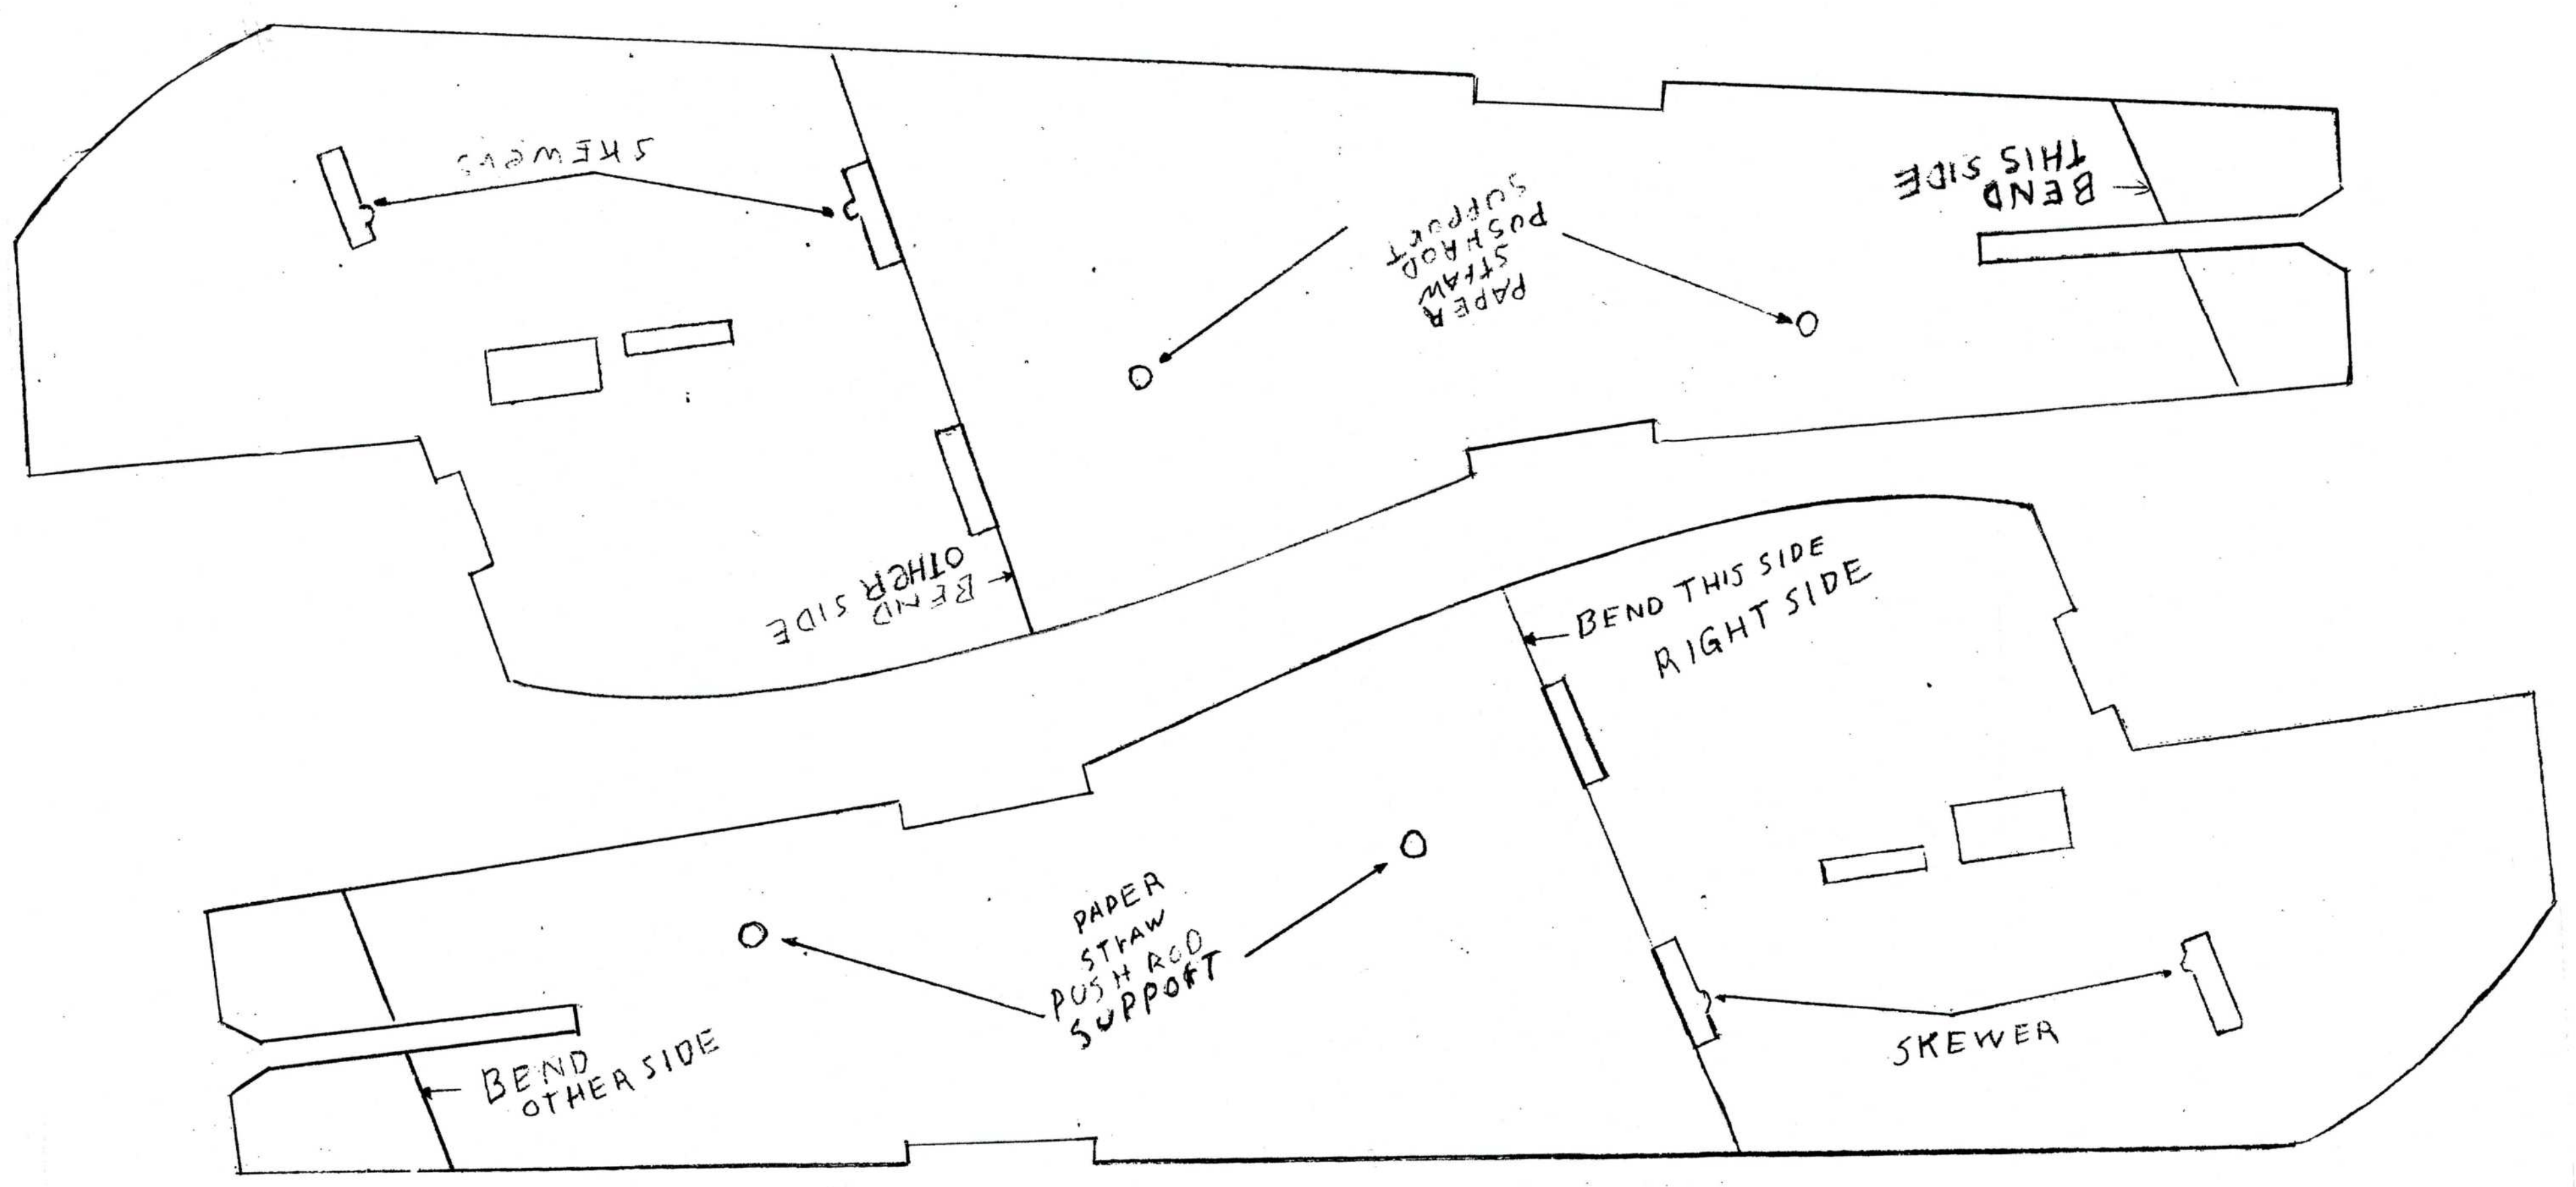 SKEWERS
BEND
THIS SIDE
PAPER
STRAW
PUSHROD
SUPPORT
BEND
OTHER
SIDE
BEND THIS SIDE
RIGHT SIDE
PAPER
STRAW
PUSH ROD
SUPPORT
SKEWER
BEND
OTHER SIDE